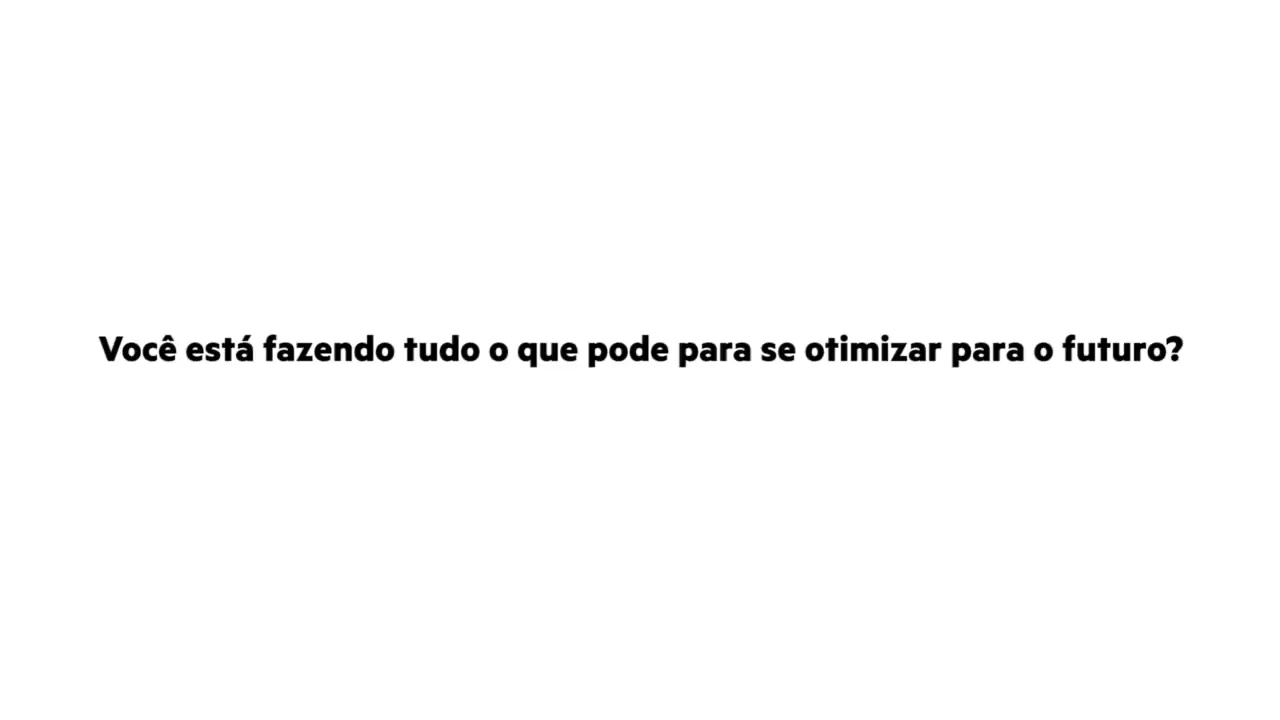 Você está fazendo tudo o que pode para se otimizar para o futuro?